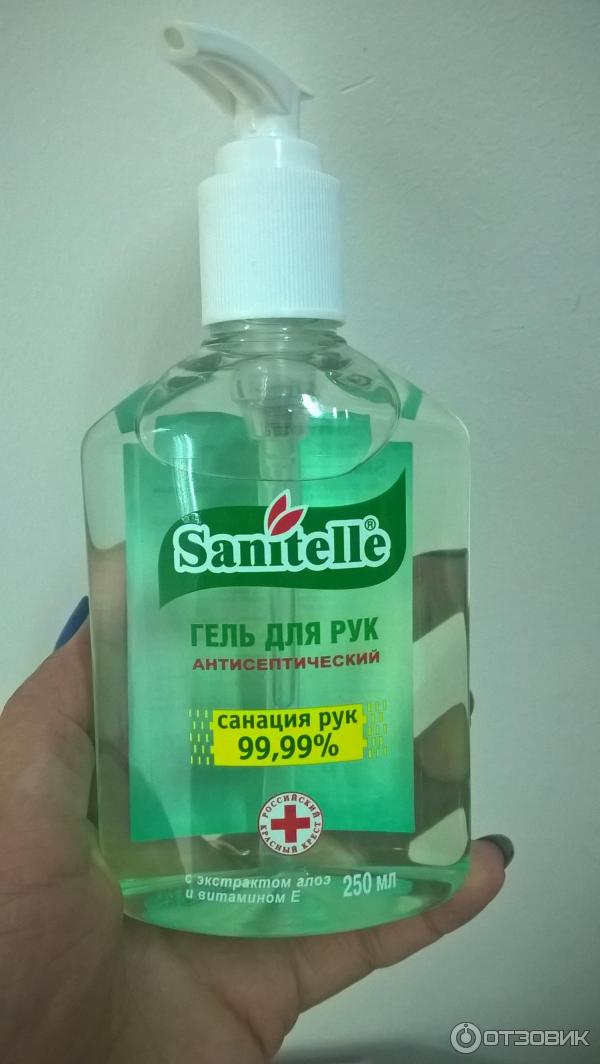 Sanitelle®
ГЕЛЬ ДЛЯ РУК
АНТИСЕПТИЧЕСКИЙ
санация рук
99,99%
РОССИЙСКИЙ
КРАСНЫЙ КРЕСТ
с экстрактом алоэ
и витамином Е
250 мл
ОТЗОВИК